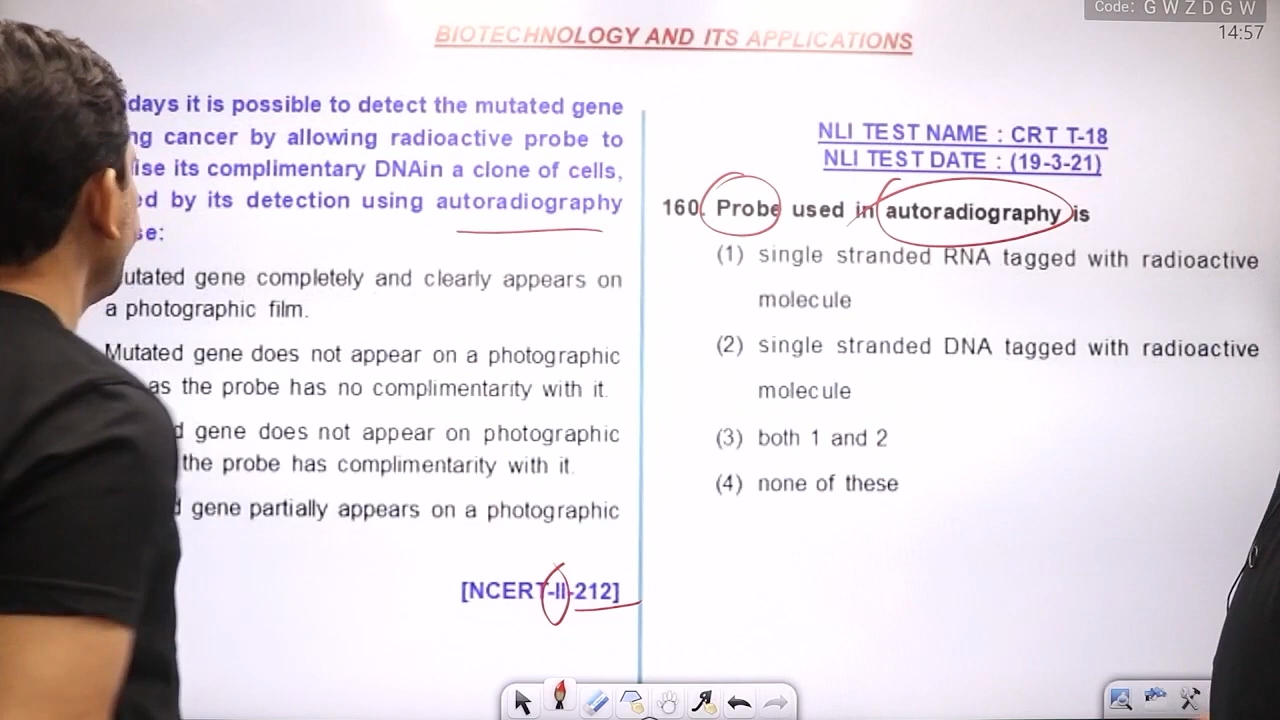 Code: G W Z D G W
14:57
BIOTECHNOLOGY AND ITS APPLICATIONS
days it is possible to detect the mutated gene
cancer by allowing radioactive probe to
its complimentary DNAin a clone of cells,
by its detection using autoradiography
gene completely and clearly appears on
a photographic film.
Mutated gene does not appear on a photographic
as the probe has no complimentarity with it.
gene does not appear on photographic
the probe has complimentarity with it.
gene partially appears on a photographic
[NCERT-II-212]
NLI TEST NAME : CRT T-18
NLI TEST DATE : (19-3-21)
160. Probe used in autoradiography is
(1) single stranded RNA tagged with radioactive
molecule
(2) single stranded DNA tagged with radioactive
molecule
(3) both 1 and 2
(4) none of these